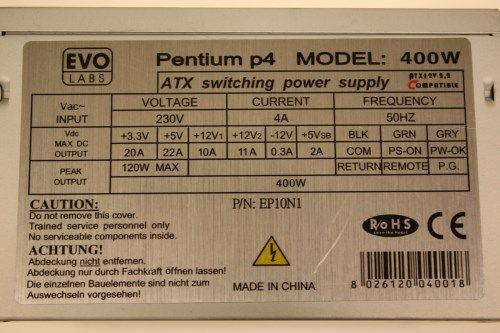 EVO LABS
Pentium p4 MODEL: 400W
ATX switching power supply ATX12V 2.2 COMPATIBLE
Vac~ INPUT VOLTAGE CURRENT FREQUENCY
230V 4A 50HZ
Vdc MAX DC OUTPUT +3.3V +5V +12V1 +12V2 -12V +5VSB BLK GRN GRY
20A 22A 10A 11A 0.3A 2A COM PS-ON PW-OK
PEAK OUTPUT 120W MAX RETURN REMOTE P.G.
400W
CAUTION:
Do not remove this cover.
Trained service personnel only
No serviceable components inside.
P/N: EP10N1
ACHTUNG!
Abdeckung nicht entfernen.
Abdeckung nur durch Fachkraft öffnen lassen
Die einzelnen Bauelemente sind nicht zum
Auswechseln vorgesehen!
MADE IN CHINA
RoHS
CE
8 026120 040018